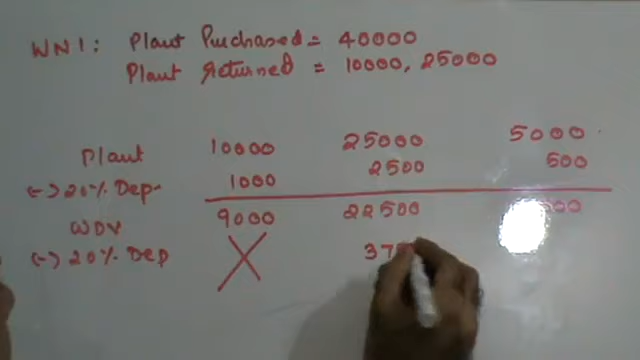 WN1: Plant Purchased = 40000
Plant Returned = 10000, 25000
Plant 10000 25000 5000
(-) 20% Dep. 1000 2500 500
WDV 9000 22500
(-) 20% Dep